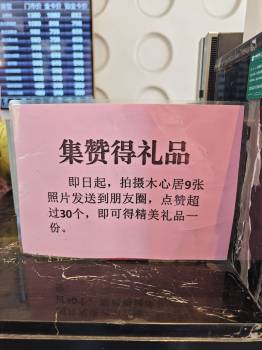 集赞得礼品
即日起，拍摄木心居9张
照片发送到朋友圈，点赞超
过30个，即可得精美礼品一
份。